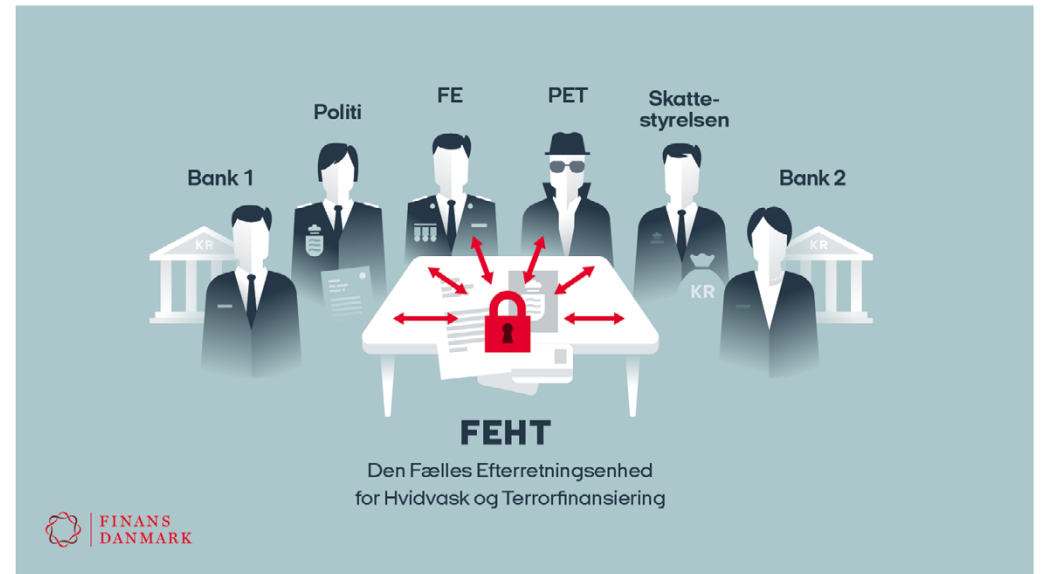 FE
PET
Skatte-
styrelsen
Politi
Bank 1
Bank 2
KR
KR
KR
FEHT
Den Fælles Efterretningsenhed
for Hvidvask og Terrorfinansiering
FINANS
DANMARK